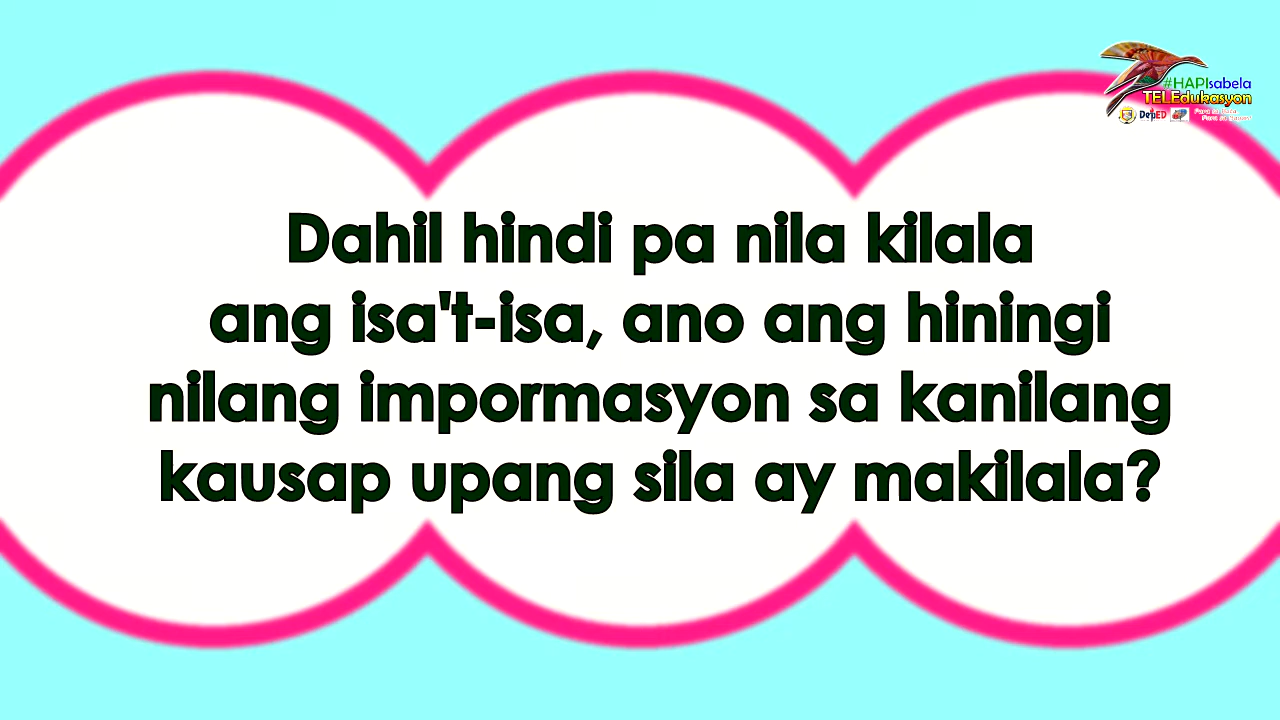 #HAPIsabela
TELEdukasyon
DepED
Dahil hindi pa nila kilala
ang isa't-isa, ano ang hiningi
nilang impormasyon sa kanilang
kausap upang sila ay makilala?